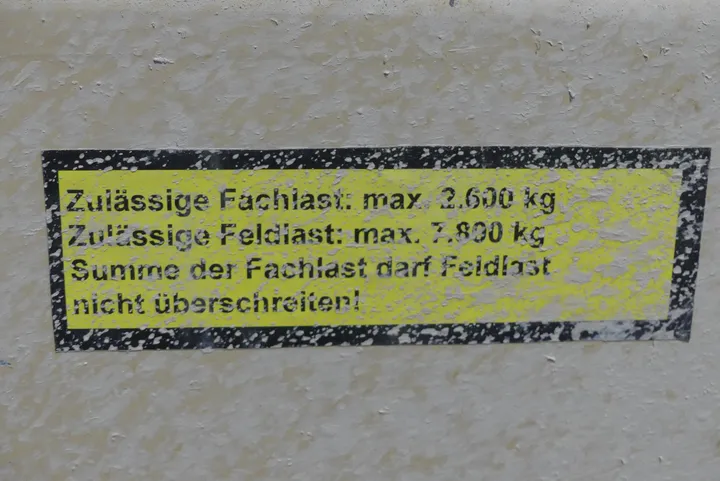 Zulässige Fachlast: max. 2.600 kg
Zulässige Feldlast: max. 7.800 kg
Summe der Fachlast darf Feldlast
nicht überschreiten!